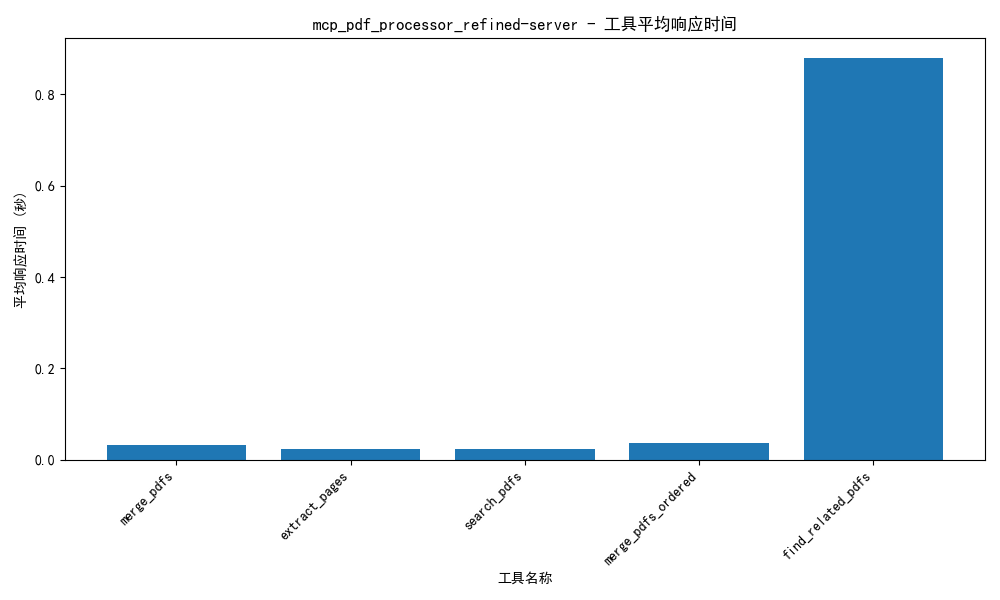 mcp_pdf_processor_refined-server - 工具平均响应时间
平均响应时间 (秒)
0.8
0.6
0.4
0.2
0.0
merge_pdfs
extract_pages
search_pdfs
merge_pdfs_ordered
find_related_pdfs
工具名称